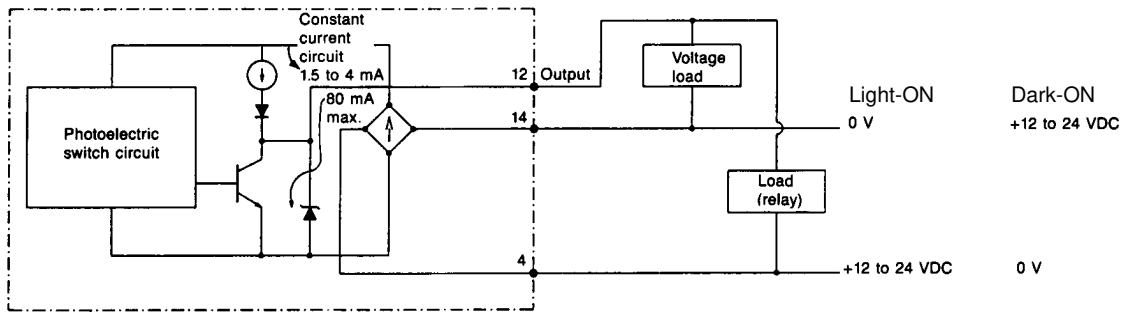 Constant
current
circuit
1.5 to 4 mA
80 mA
max.
Photoelectric
switch circuit
12 Output
14
4
Voltage
load
Load
(relay)
Light-ON Dark-ON
0 V +12 to 24 VDC
+12 to 24 VDC 0 V